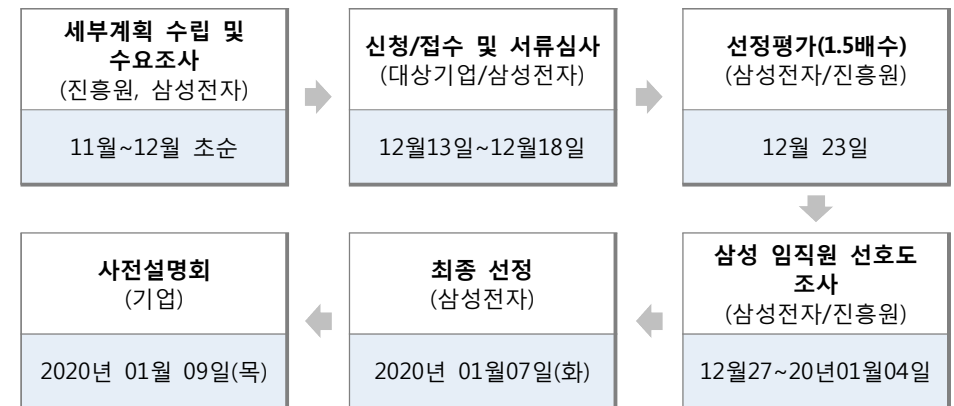 세부계획 수립 및
수요조사
(진흥원, 삼성전자)
11월~12월 초순
신청/접수 및 서류심사
(대상기업/삼성전자)
12월13일~12월18일
선정평가(1.5배수)
(삼성전자/진흥원)
12월 23일
삼성 임직원 선호도
조사
(삼성전자/진흥원)
12월27~20년01월04일
최종 선정
(삼성전자)
2020년 01월07일(화)
사전설명회
(기업)
2020년 01월 09일(목)